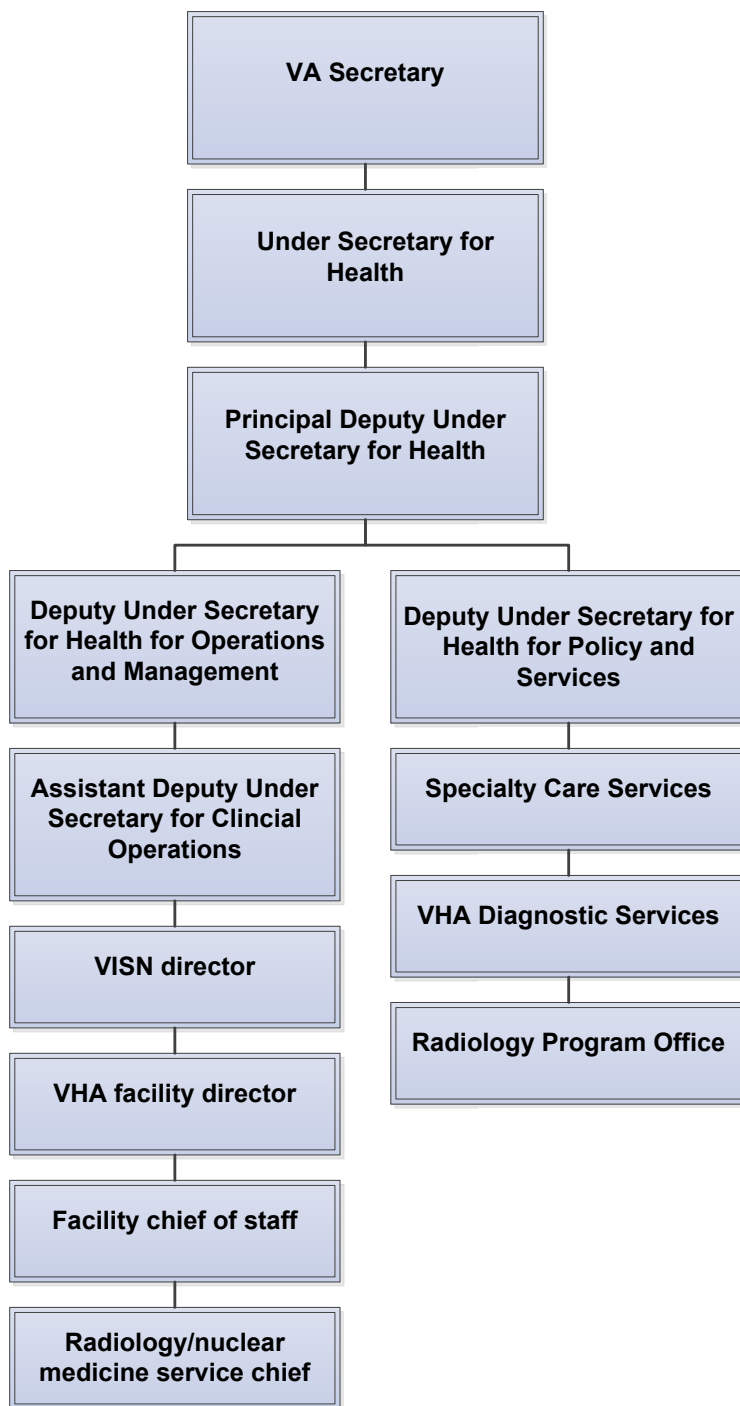 VA Secretary
Under Secretary for
Health
Principal Deputy Under
Secretary for Health
Deputy Under Secretary
for Health for Operations
and Management
Deputy Under Secretary for
Health for Policy and
Services
Assistant Deputy Under
Secretary for Clincial
Operations
Specialty Care Services
VISN director
VHA Diagnostic Services
VHA facility director
Radiology Program Office
Facility chief of staff
Radiology/nuclear
medicine service chief